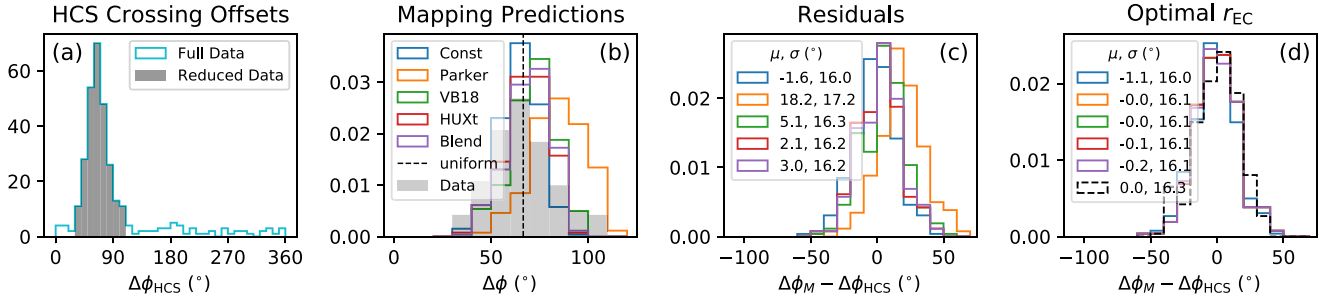 HCS Crossing Offsets
(a)
Full Data
Reduced Data
60
40
20
0
0 90 180 270 360
Δϕ_HCS (°)
Mapping Predictions
(b)
Const
Parker
VB18
HUXt
Blend
uniform
Data
0.03
0.02
0.01
0.00
0 50 100
Δϕ (°)
Residuals
(c)
μ, σ (°)
-1.6, 16.0
18.2, 17.2
5.1, 16.3
2.1, 16.2
3.0, 16.2
0.02
0.01
0.00
−100 −50 0 50
Δϕ_M − Δϕ_HCS (°)
Optimal r_EC
(d)
μ, σ (°)
-1.1, 16.0
-0.0, 16.1
-0.0, 16.1
-0.1, 16.1
-0.2, 16.1
0.0, 16.3
0.02
0.01
0.00
−100 −50 0 50
Δϕ_M − Δϕ_HCS (°)